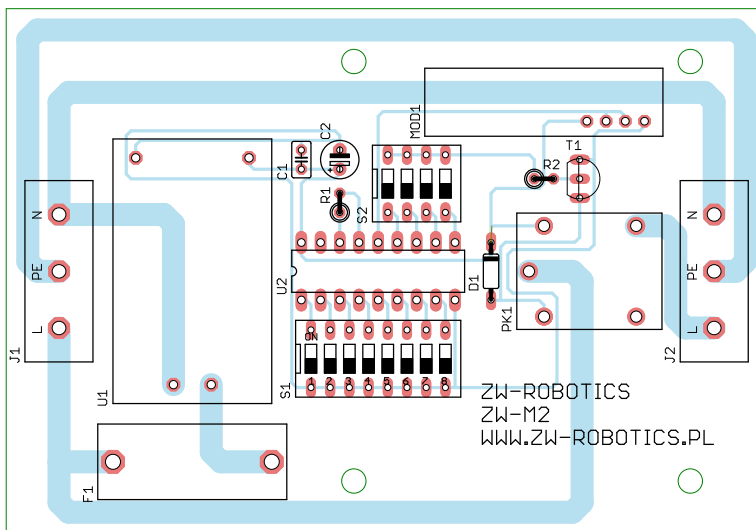 MOD1
C2
T1
C1
R2
R1
S2
N
PE
L
J1
N
PE
L
J2
U2
D1
PK1
ON
1 2 3 4 5 6 7 8
S1
U1
F1
ZW-ROBOTICS
ZW-M2
WWW.ZW-ROBOTICS.PL
+